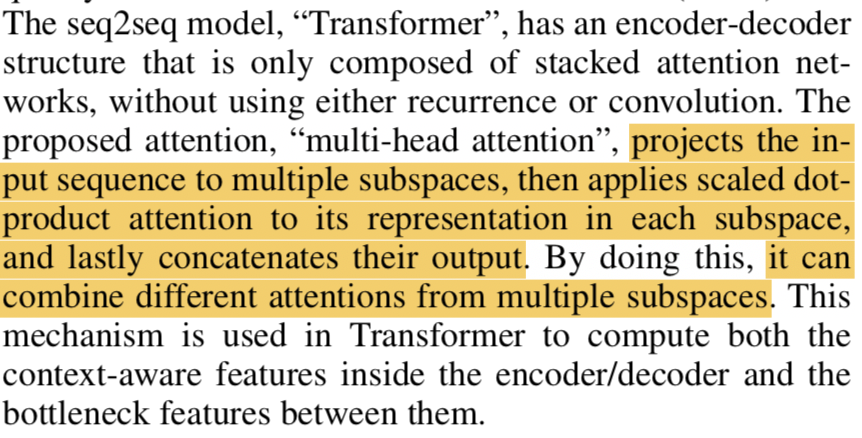 The seq2seq model, “Transformer”, has an encoder-decoder
structure that is only composed of stacked attention net-
works, without using either recurrence or convolution. The
proposed attention, “multi-head attention”, projects the in-
put sequence to multiple subspaces, then applies scaled dot-
product attention to its representation in each subspace,
and lastly concatenates their output. By doing this, it can
combine different attentions from multiple subspaces. This
mechanism is used in Transformer to compute both the
context-aware features inside the encoder/decoder and the
bottleneck features between them.